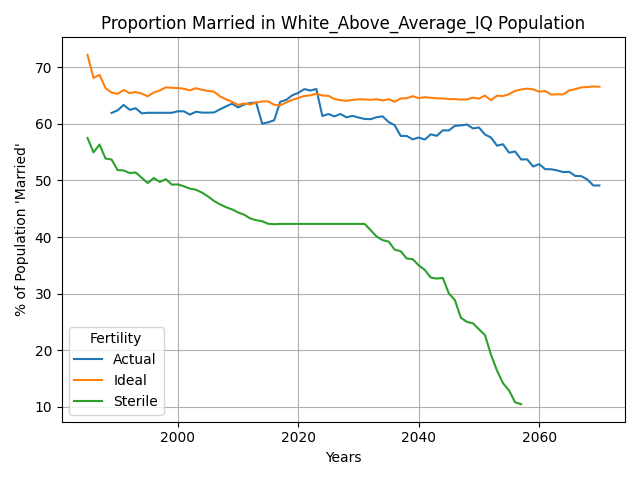 Proportion Married in White_Above_Average_IQ Population
% of Population 'Married'
70
60
50
40
30
20
10
Fertility
Actual
Ideal
Sterile
2000 2020 2040 2060
Years